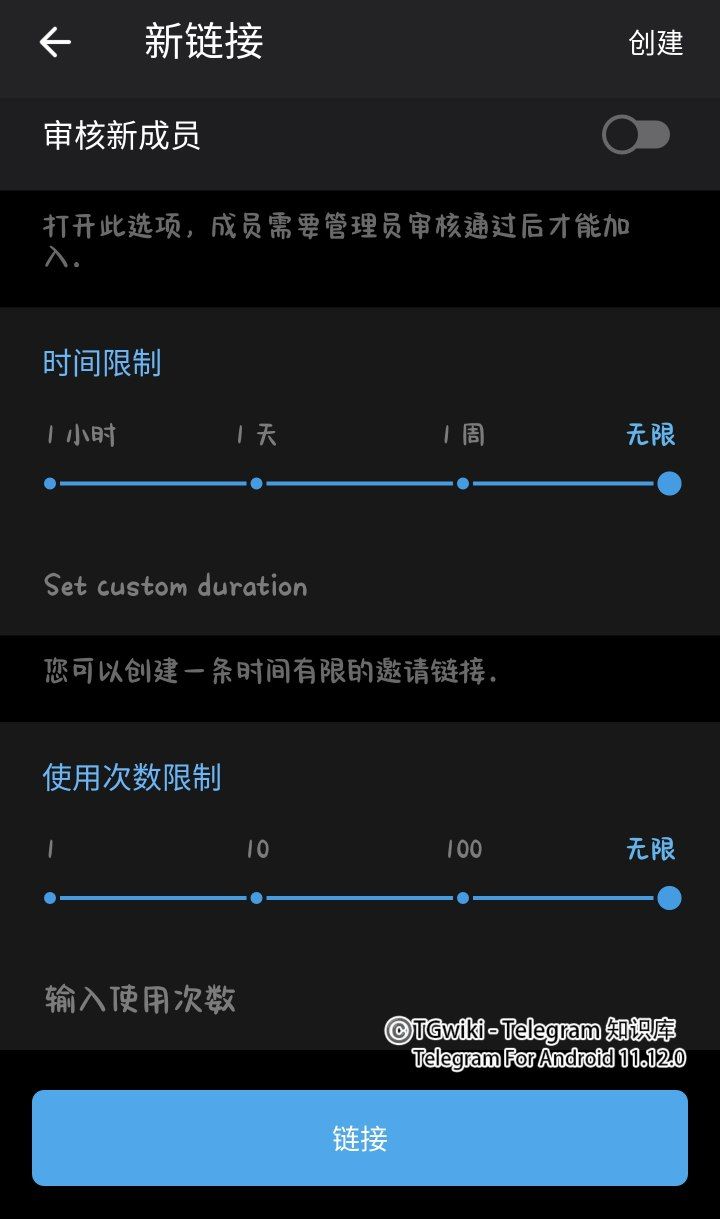 新链接
创建
审核新成员
打开此选项，成员需要管理员审核通过后才能加
入.
时间限制
1 小时
1 天
1 周
无限
Set custom duration
您可以创建一条时间有限的邀请链接.
使用次数限制
1
10
100
无限
输入使用次数
©TGwiki - Telegram 知识库
Telegram For Android 11.12.0
链接